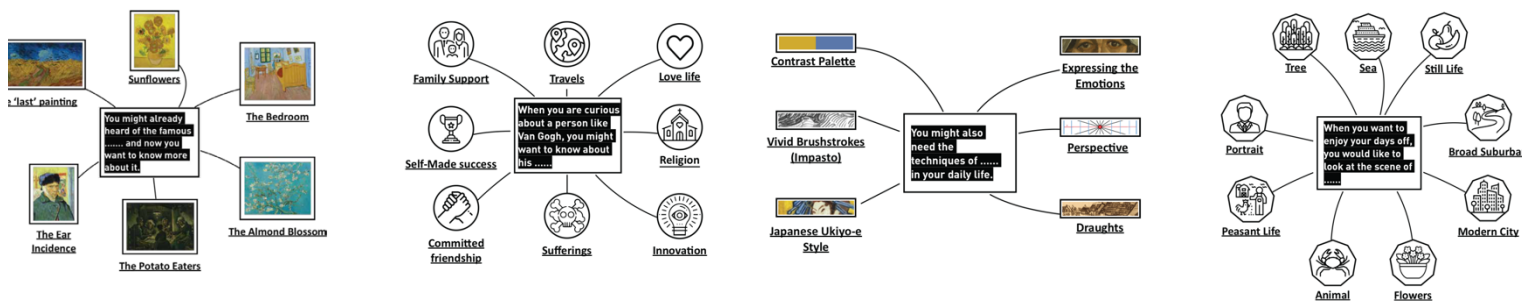 Sunflowers
'last' painting
The Bedroom
You might already
heard of the famous
...... and now you
want to know more
about it.
The Ear
Incidence
The Potato Eaters
The Almond Blossom
Family Support
Travels
Love life
When you are curious
about a person like
Van Gogh, you might
want to know about
his ......
Self-Made success
Religion
Committed
friendship
Sufferings
Innovation
Contrast Palette
Expressing the
Emotions
Vivid Brushstrokes
(Impasto)
You might also
need the
techniques of ......
in your daily life.
Perspective
Japanese Ukiyo-e
Style
Draughts
Tree
Sea
Still Life
Portrait
When you want to
enjoy your days off,
you would like to
look at the scene of
......
Broad Suburba
Peasant Life
Modern City
Animal
Flowers